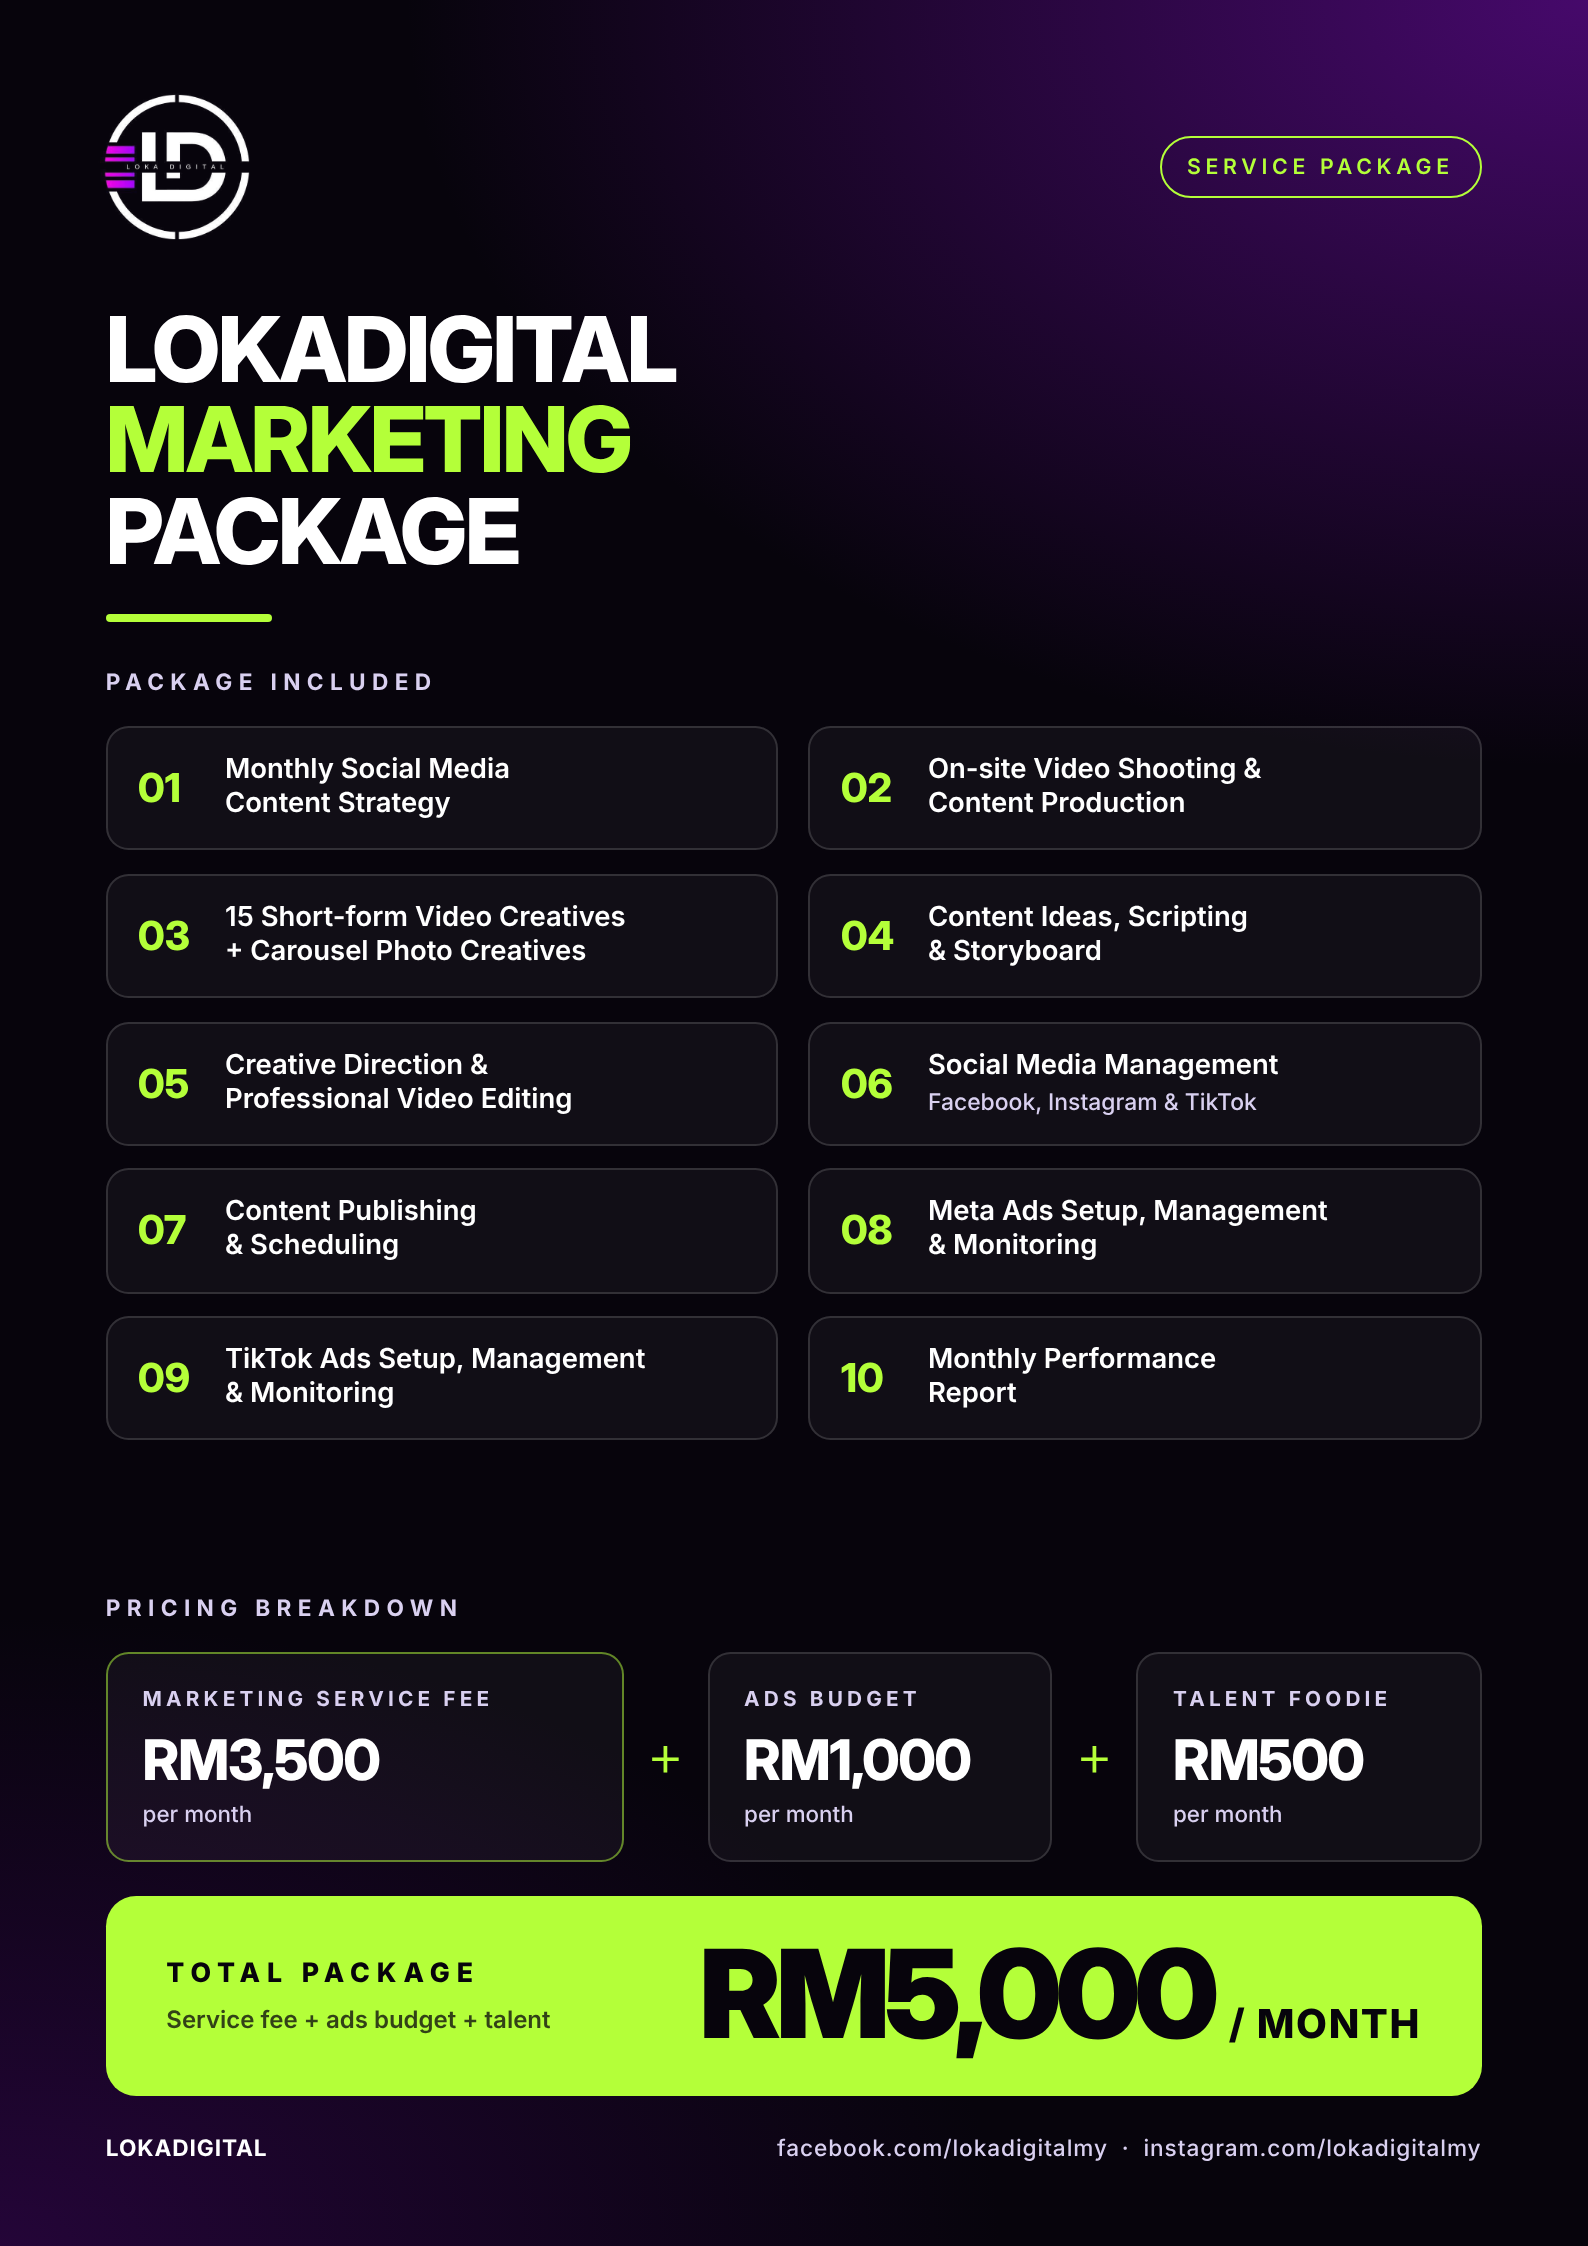 LOKA DIGITAL
SERVICE PACKAGE
LOKADIGITAL
MARKETING
PACKAGE
PACKAGE INCLUDED
01
Monthly Social Media
Content Strategy
02
On-site Video Shooting &
Content Production
03
15 Short-form Video Creatives
+ Carousel Photo Creatives
04
Content Ideas, Scripting
& Storyboard
05
Creative Direction &
Professional Video Editing
06
Social Media Management
Facebook, Instagram & TikTok
07
Content Publishing
& Scheduling
08
Meta Ads Setup, Management
& Monitoring
09
TikTok Ads Setup, Management
& Monitoring
10
Monthly Performance
Report
PRICING BREAKDOWN
MARKETING SERVICE FEE
RM3,500
per month
+
ADS BUDGET
RM1,000
per month
+
TALENT FOODIE
RM500
per month
TOTAL PACKAGE
Service fee + ads budget + talent
RM5,000 / MONTH
LOKADIGITAL
facebook.com/lokadigitalmy · instagram.com/lokadigitalmy